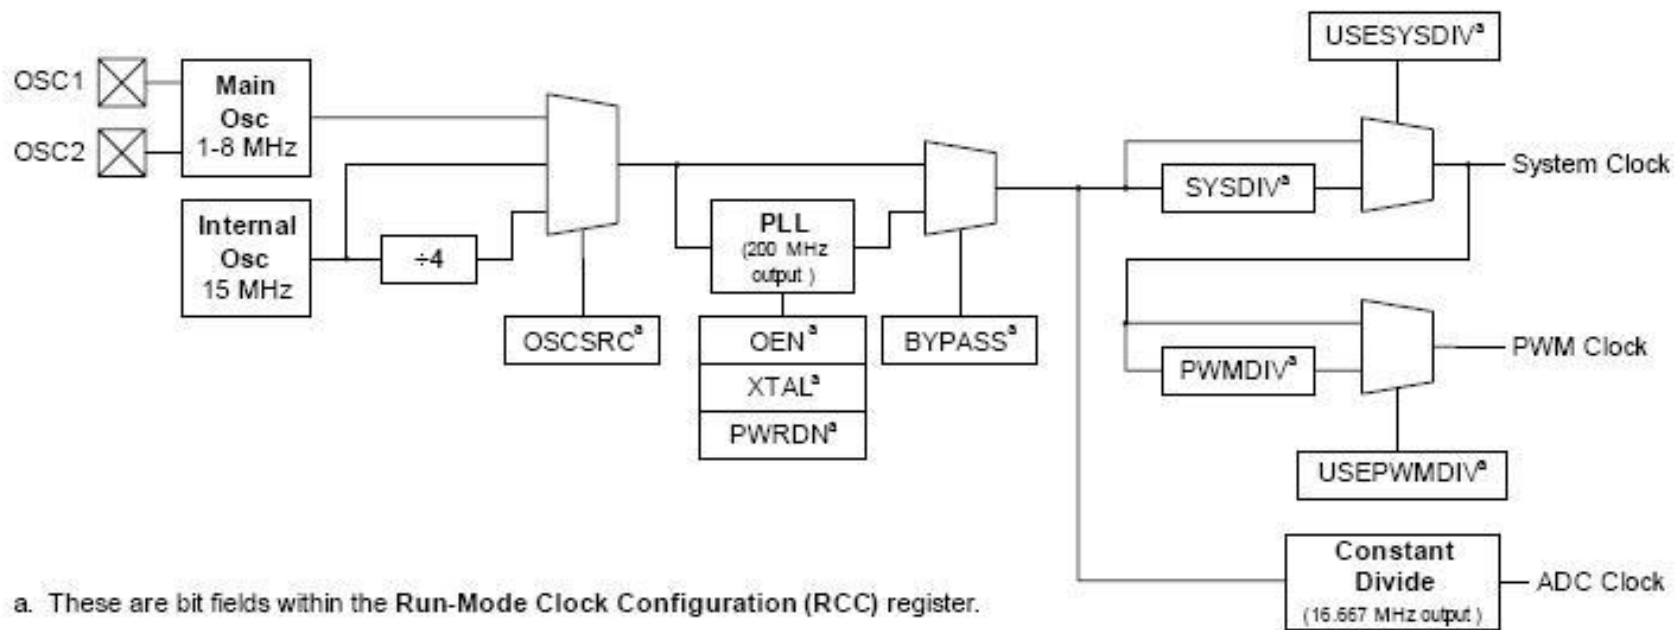 USESYSDIVª
OSC1
Main
Osc
1-8 MHz
OSC2
System Clock
SYSDIVª
Internal
Osc
15 MHz
÷4
PLL
(200 MHz
output )
OSCSRCª
OENª
XTALª
PWRDNª
BYPASSª
PWM Clock
PWMDIVª
USEPWMDIVª
Constant
Divide
(16.667 MHz output )
ADC Clock
a. These are bit fields within the Run-Mode Clock Configuration (RCC) register.